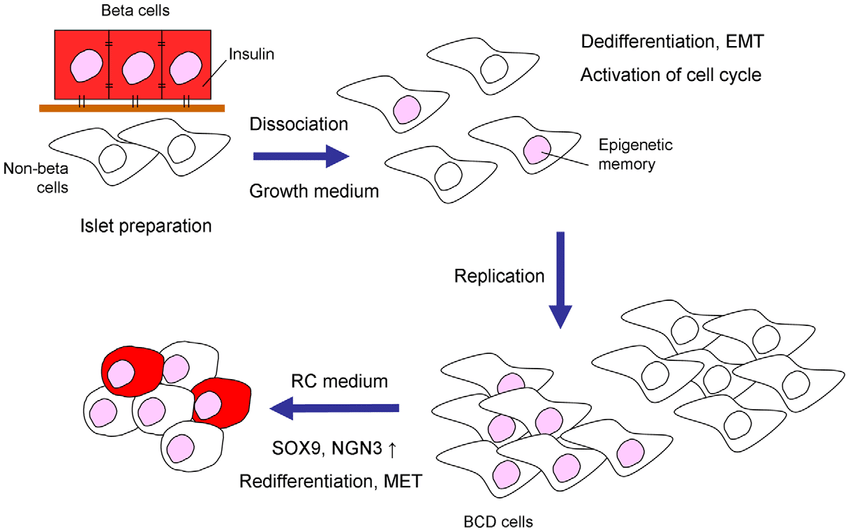 Beta cells
Insulin
Non-beta
cells
Islet preparation
Dissociation
Growth medium
Dedifferentiation, EMT
Activation of cell cycle
Epigenetic
memory
Replication
BCD cells
RC medium
SOX9, NGN3 ↑
Redifferentiation, MET